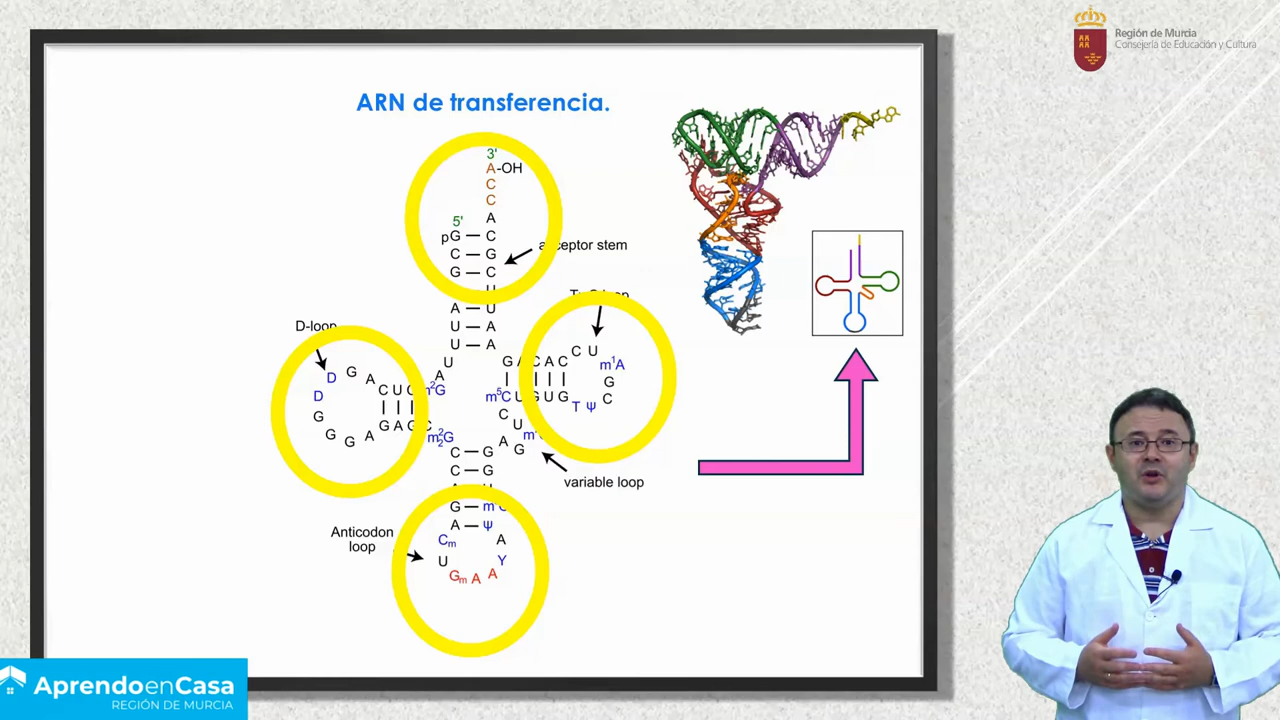 Región de Murcia
Consejería de Educación y Cultura
ARN de transferencia.
3'
A-OH
C
C
5'
A
pG
C
C
G
G
C
acceptor stem
U
A
U
U
A
U
A
D-loop
U
A
D
G
A
C
U
C
m²G
D
G
G
G
A
G
A
G
C
m²₂G
G
A
C
A
C
C
U
m¹A
G
C
m⁵C
U
G
U
G
T
Ψ
C
U
A
G
variable loop
C
G
C
G
G
A
Ψ
Anticodon
loop
Cm
A
U
Y
Gm
A
A
AprendoenCasa
REGIÓN DE MURCIA